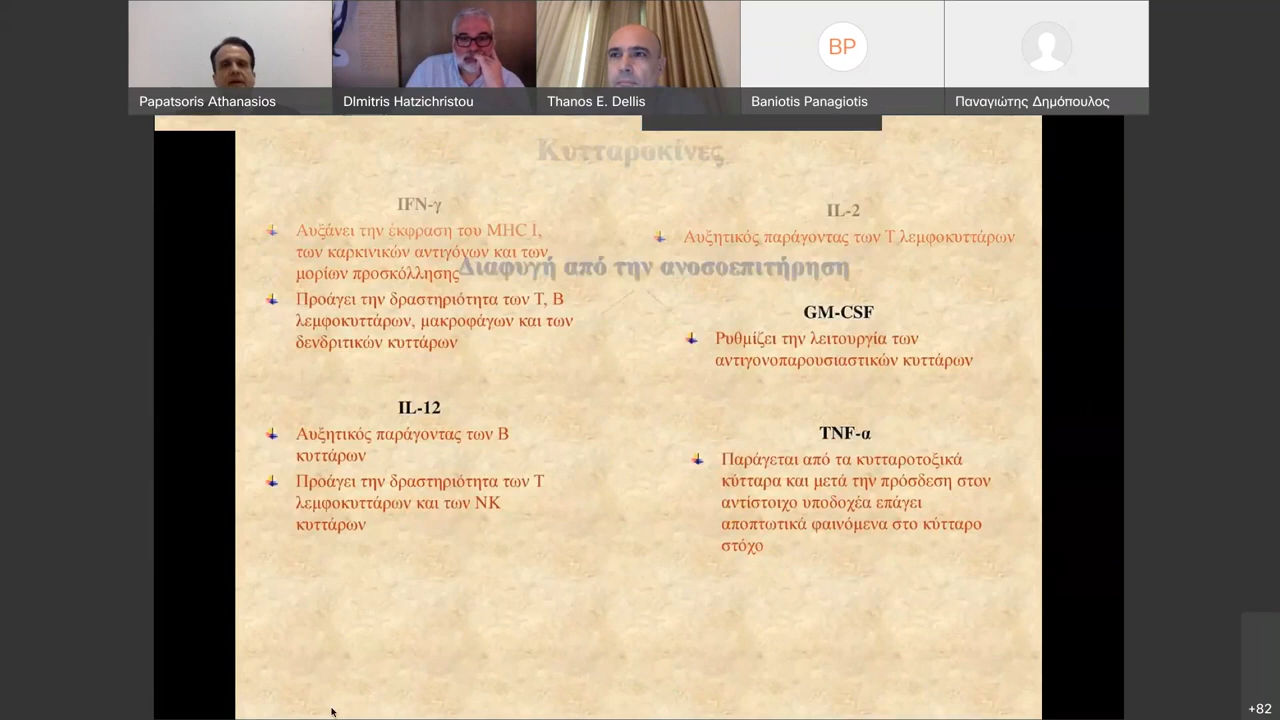 BP
Papatsoris Athanasios
DImitris Hatzichristou
Thanos E. Dellis
Baniotis Panagiotis
Παναγιώτης Δημόπουλος
Κυτταροκίνες
IFN-γ
Αυξάνει την έκφραση του MHC I,
των καρκινικών αντιγόνων και των
μορίων προσκόλλησης
Προάγει την δραστηριότητα των Τ, Β
λεμφοκυττάρων, μακροφάγων και των
δενδριτικών κυττάρων
IL-12
Αυξητικός παράγοντας των Β
κυττάρων
Προάγει την δραστηριότητα των Τ
λεμφοκυττάρων και των ΝΚ
κυττάρων
IL-2
Αυξητικός παράγοντας των Τ λεμφοκυττάρων
Διαφυγή από την ανοσοεπιτήρηση
GM-CSF
Ρυθμίζει την λειτουργία των
αντιγονοπαρουσιαστικών κυττάρων
TNF-α
Παράγεται από τα κυτταροτοξικά
κύτταρα και μετά την πρόσδεση στον
αντίστοιχο υποδοχέα επάγει
αποπτωτικά φαινόμενα στο κύτταρο
στόχο
+82